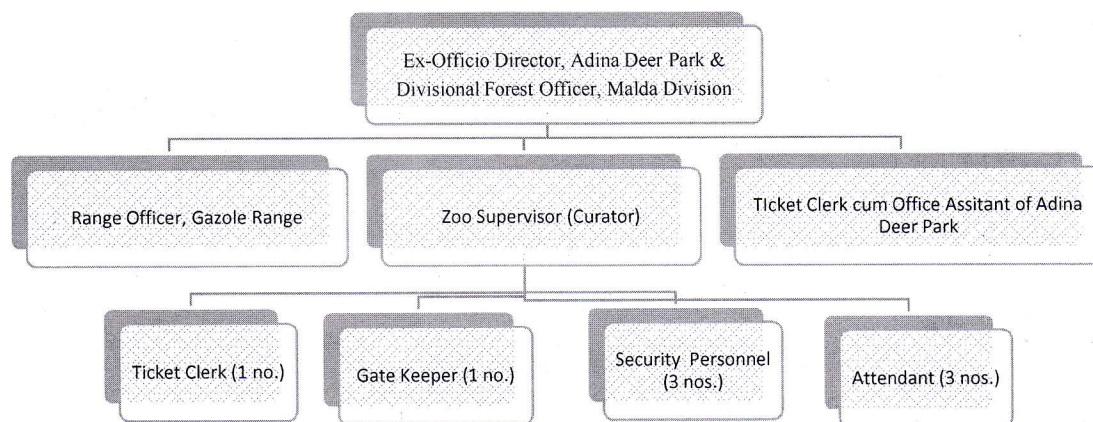 Ex-Officio Director, Adina Deer Park &
Divisional Forest Officer, Malda Division
Range Officer, Gazole Range
Zoo Supervisor (Curator)
TIcket Clerk cum Office Assitant of Adina
Deer Park
Ticket Clerk (1 no.)
Gate Keeper (1 no.)
Security Personnel
(3 nos.)
Attendant (3 nos.)